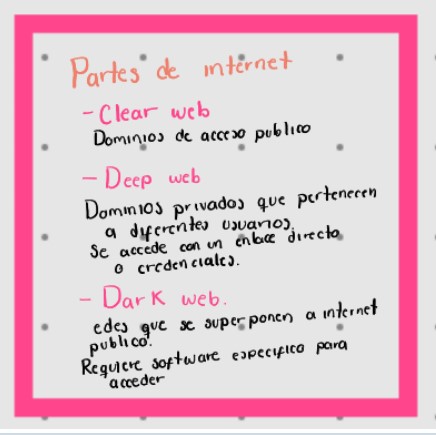 Partes de internet
- Clear web
Dominios de acceso publico
- Deep web
Dominios privados que pertenecen
a diferentes usuarios.
Se accede con un enlace directo
o credenciales.
- Dark web.
edes que se superponen a internet
publico.
Requiere software especifico para
acceder